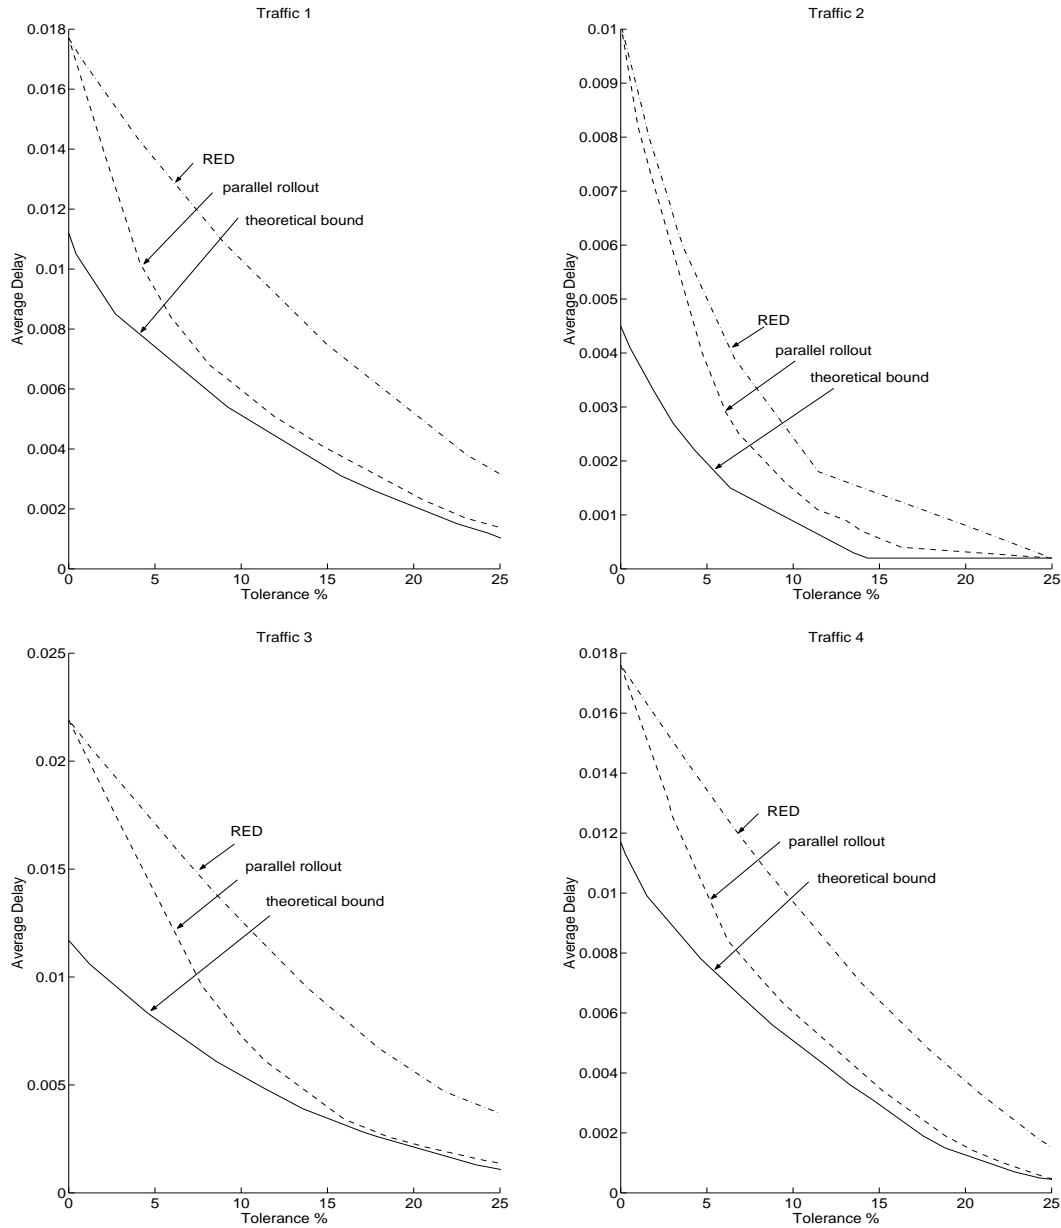 Traffic 1
0.018
0.016
0.014
0.012
0.01
0.008
0.006
0.004
0.002
0
Average Delay
RED
parallel rollout
theoretical bound
0 5 10 15 20 25
Tolerance %
Traffic 2
0.01
0.009
0.008
0.007
0.006
0.005
0.004
0.003
0.002
0.001
0
Average Delay
RED
parallel rollout
theoretical bound
0 5 10 15 20 25
Tolerance %
Traffic 3
0.025
0.02
0.015
0.01
0.005
0
Average Delay
RED
parallel rollout
theoretical bound
0 5 10 15 20 25
Tolerance %
Traffic 4
0.018
0.016
0.014
0.012
0.01
0.008
0.006
0.004
0.002
0
Average Delay
RED
parallel rollout
theoretical bound
0 5 10 15 20 25
Tolerance %